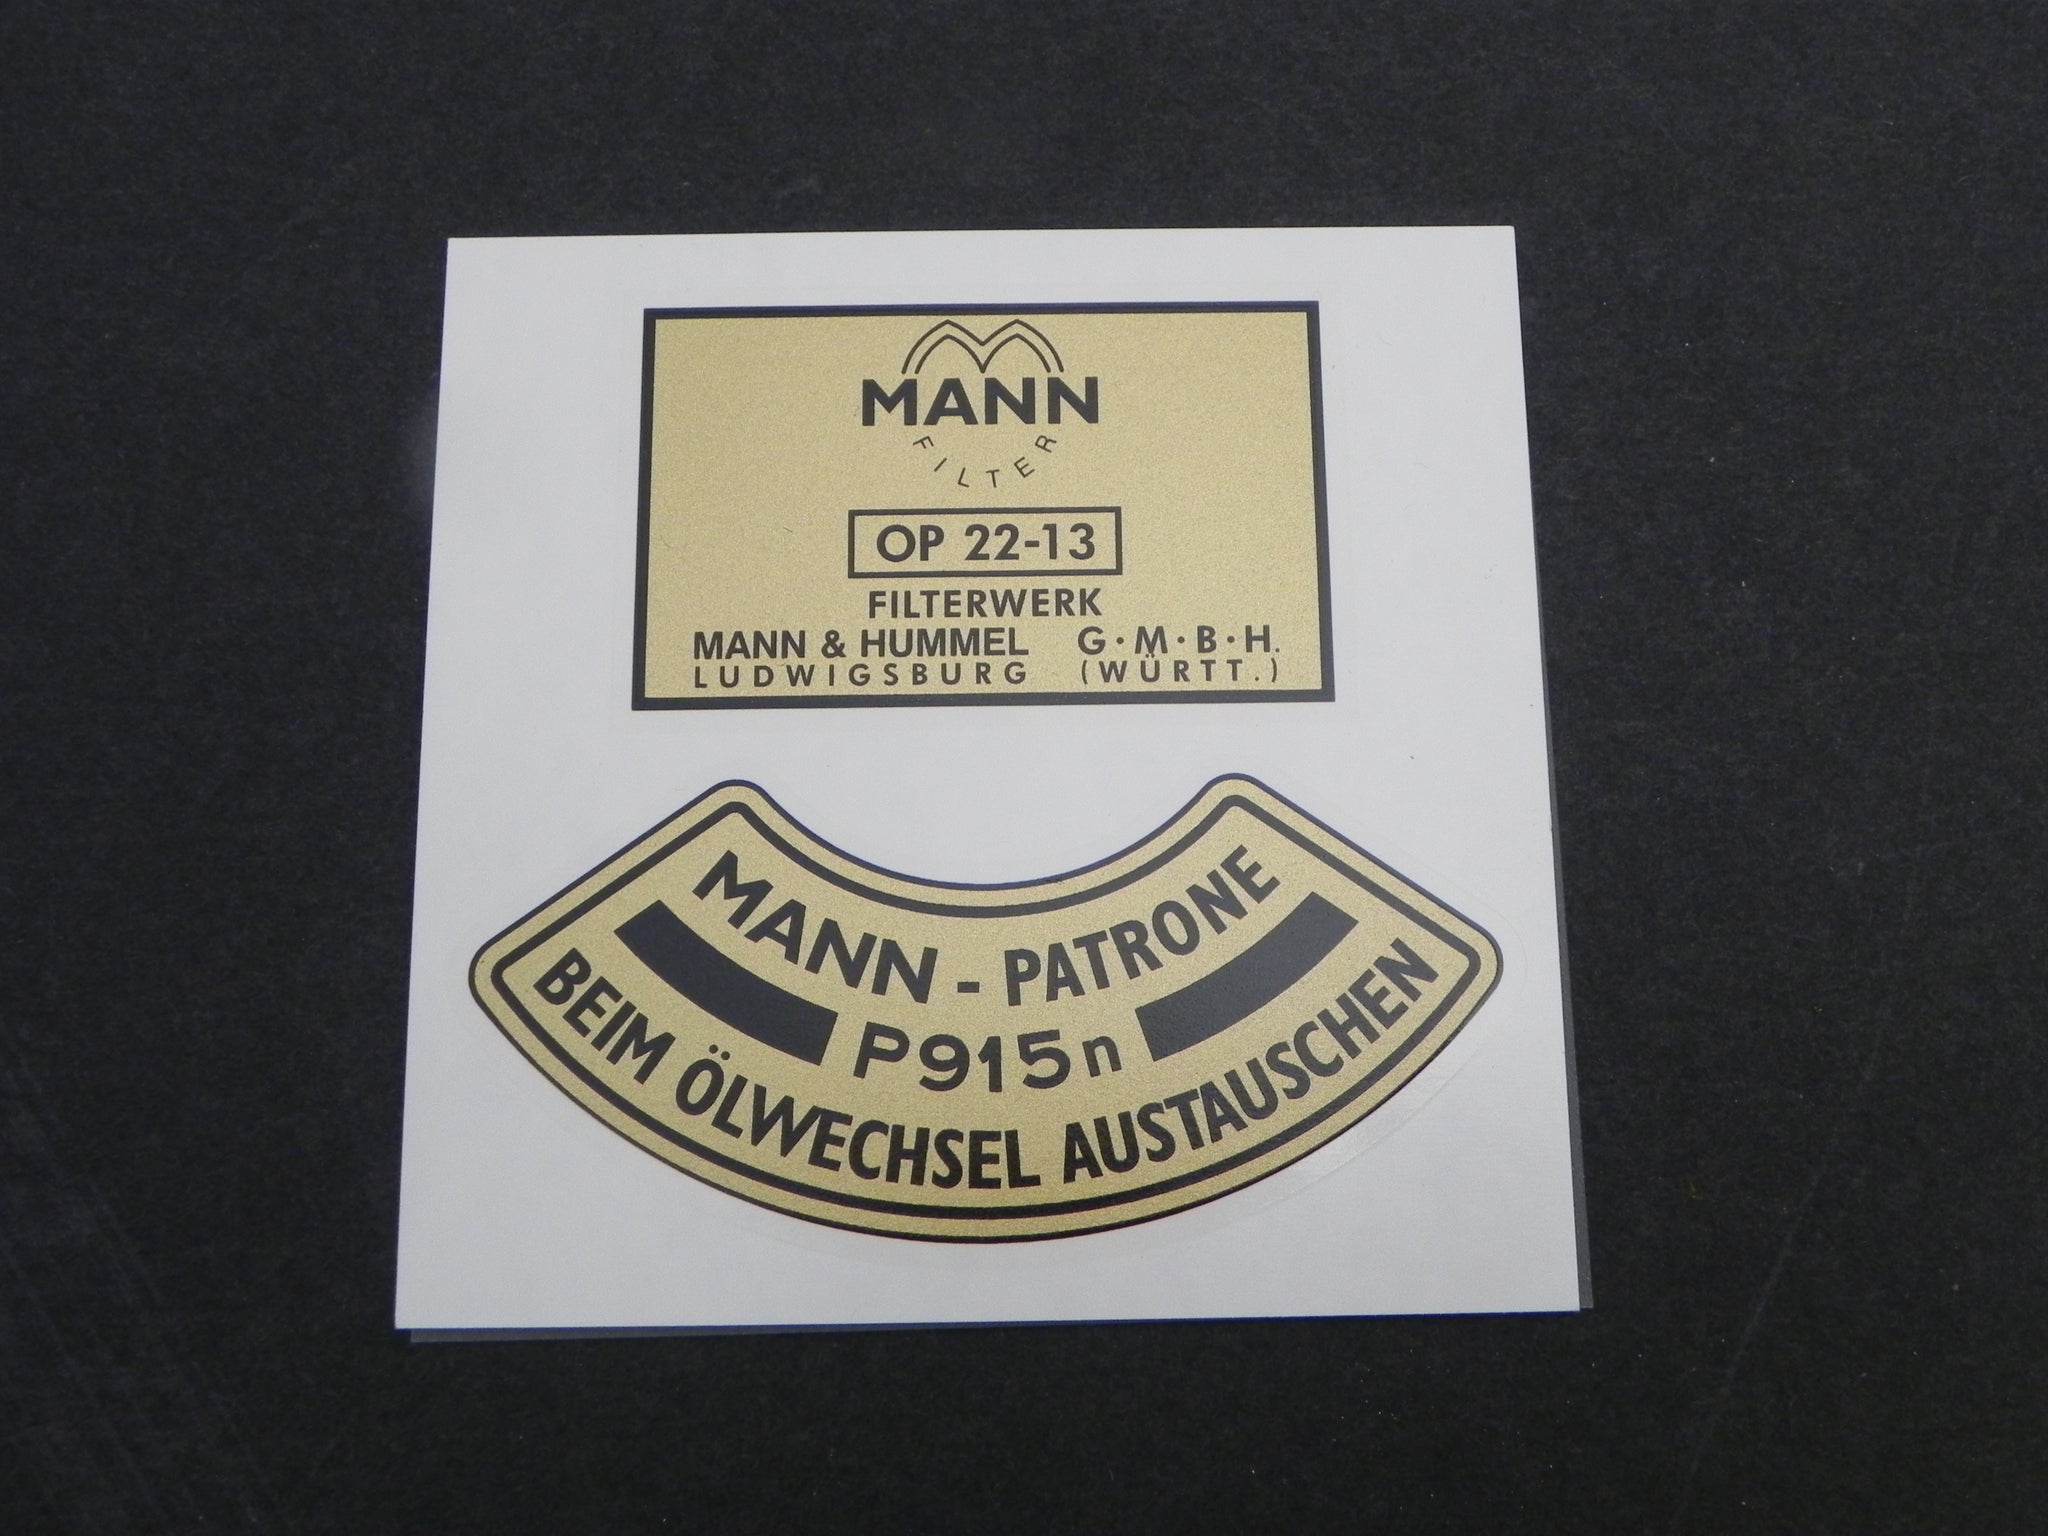 MANN
FILTER
OP 22-13
FILTERWERK
MANN & HUMMEL G·M·B·H.
LUDWIGSBURG (WÜRTT.)
MANN - PATRONE
P915n
BEIM ÖLWECHSEL AUSTAUSCHEN